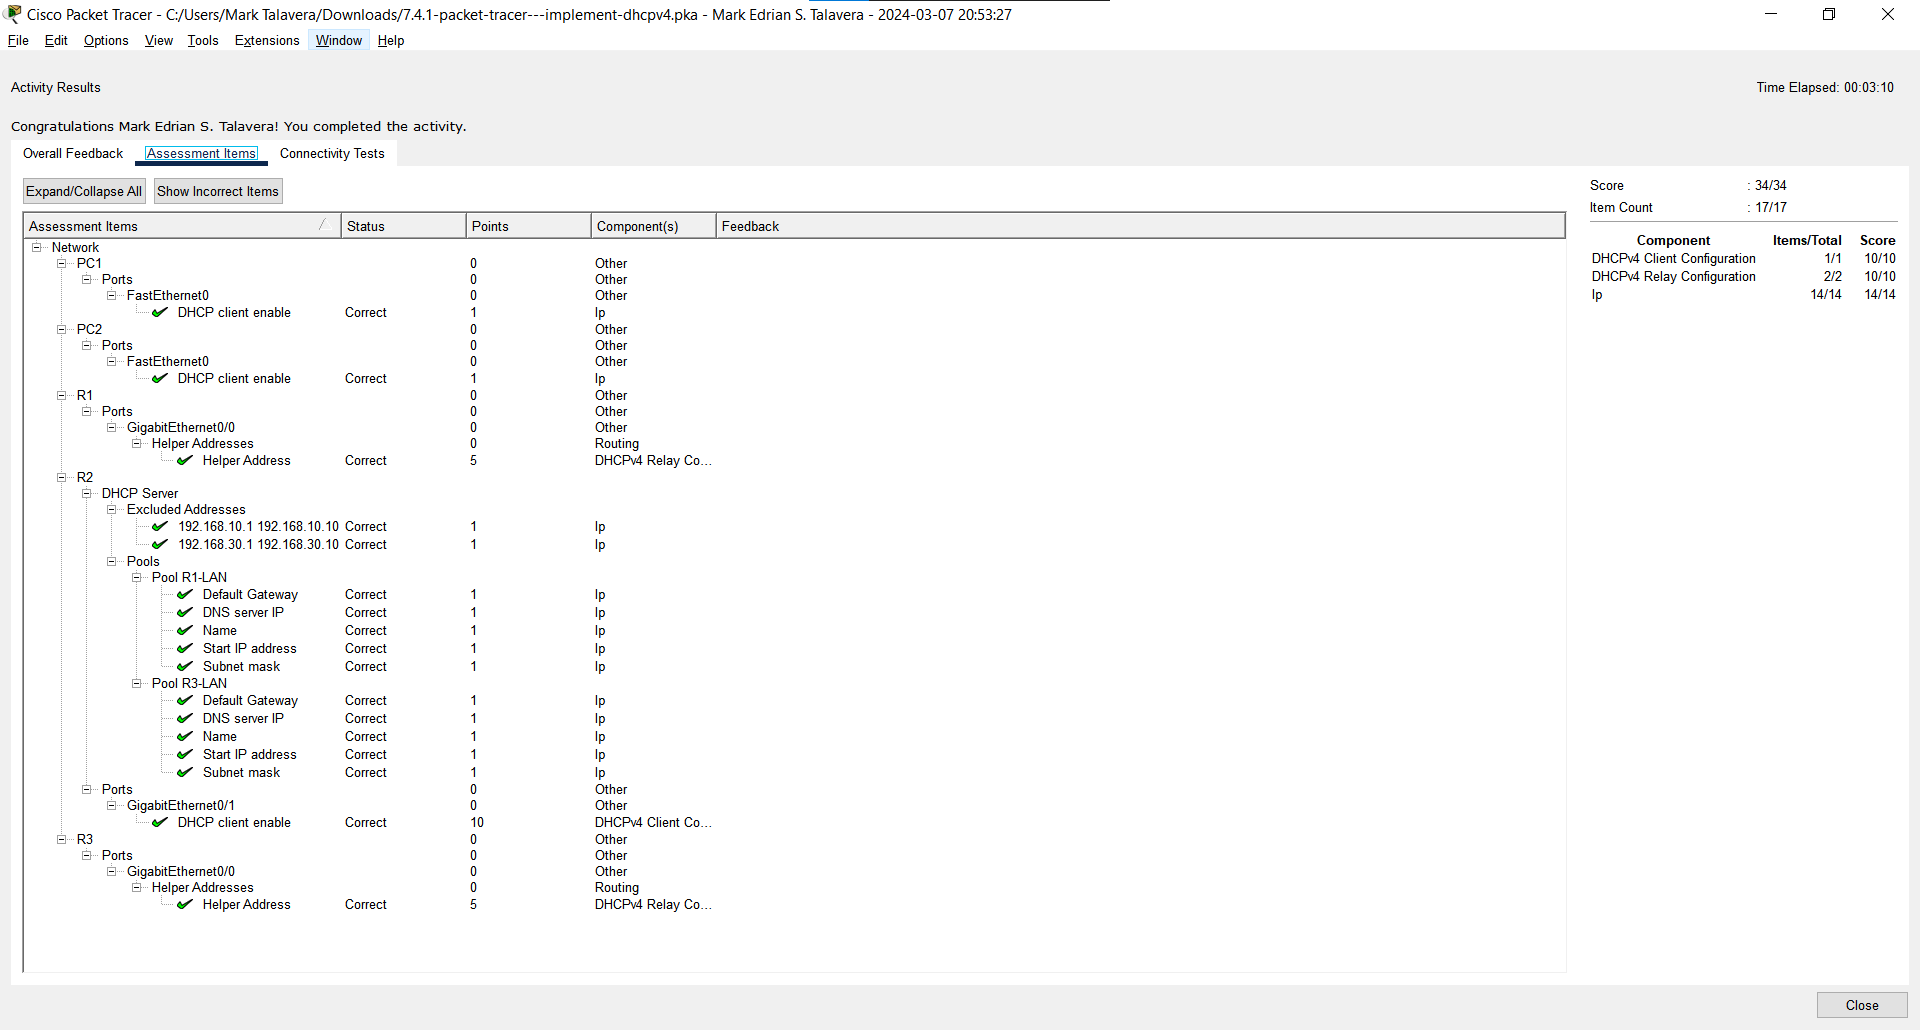 Cisco Packet Tracer - C:/Users/Mark Talavera/Downloads/7.4.1-packet-tracer---implement-dhcpv4.pka - Mark Edrian S. Talavera - 2024-03-07 20:53:27
File Edit Options View Tools Extensions Window Help
Activity Results Time Elapsed: 00:03:10
Congratulations Mark Edrian S. Talavera! You completed the activity.
Overall Feedback Assessment Items Connectivity Tests
Expand/Collapse All Show Incorrect Items
Assessment Items Status Points Component(s) Feedback
Network
PC1 0 Other
Ports 0 Other
FastEthernet0 0 Other
DHCP client enable Correct 1 Ip
PC2 0 Other
Ports 0 Other
FastEthernet0 0 Other
DHCP client enable Correct 1 Ip
R1 0 Other
Ports 0 Other
GigabitEthernet0/0 0 Other
Helper Addresses 0 Routing
Helper Address Correct 5 DHCPv4 Relay Co...
R2
DHCP Server
Excluded Addresses
192.168.10.1 192.168.10.10 Correct 1 Ip
192.168.30.1 192.168.30.10 Correct 1 Ip
Pools
Pool R1-LAN
Default Gateway Correct 1 Ip
DNS server IP Correct 1 Ip
Name Correct 1 Ip
Start IP address Correct 1 Ip
Subnet mask Correct 1 Ip
Pool R3-LAN
Default Gateway Correct 1 Ip
DNS server IP Correct 1 Ip
Name Correct 1 Ip
Start IP address Correct 1 Ip
Subnet mask Correct 1 Ip
Ports 0 Other
GigabitEthernet0/1 0 Other
DHCP client enable Correct 10 DHCPv4 Client Co...
R3 0 Other
Ports 0 Other
GigabitEthernet0/0 0 Other
Helper Addresses 0 Routing
Helper Address Correct 5 DHCPv4 Relay Co...
Score : 34/34
Item Count : 17/17
Component Items/Total Score
DHCPv4 Client Configuration 1/1 10/10
DHCPv4 Relay Configuration 2/2 10/10
Ip 14/14 14/14
Close